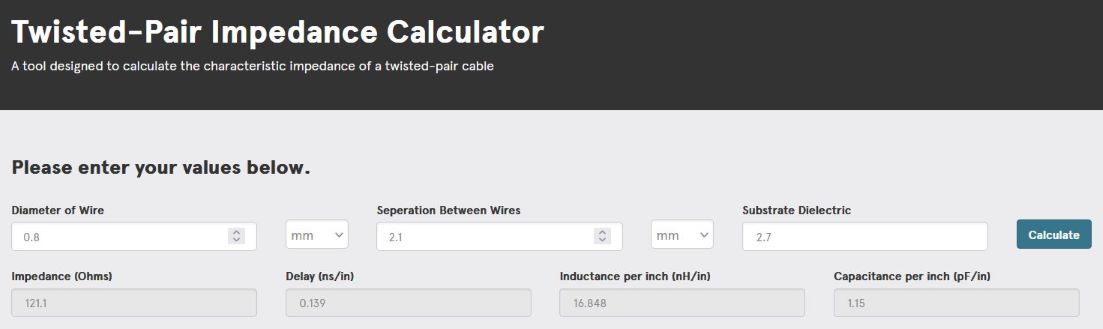 Twisted-Pair Impedance Calculator
A tool designed to calculate the characteristic impedance of a twisted-pair cable
Please enter your values below.
Diameter of Wire Seperation Between Wires Substrate Dielectric
0.8 mm 2.1 mm 2.7 Calculate
Impedance (Ohms) Delay (ns/in) Inductance per inch (nH/in) Capacitance per inch (pF/in)
121.1 0.139 16.848 1.15